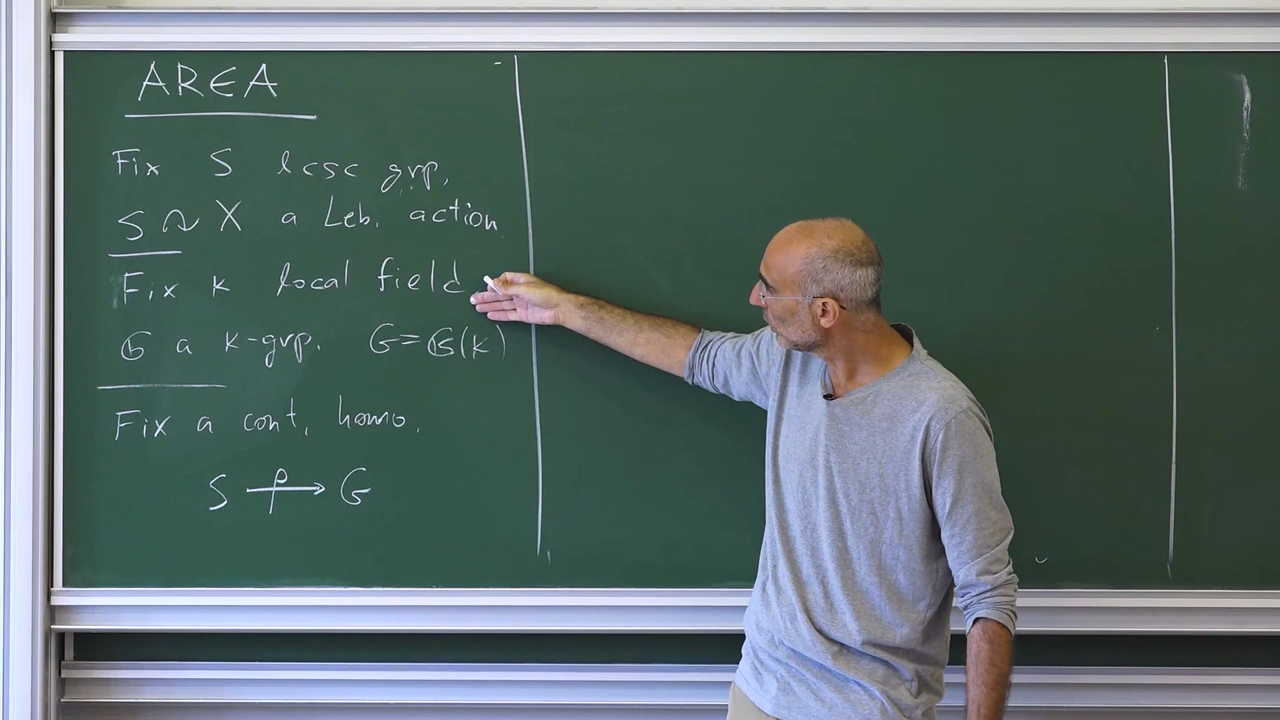 AREA
Fix S lcsc grp.
S ↷ X a Leb. action.
Fix k local field
𝔾 a k-grp. G=𝔾(k)
Fix a cont. homo.
S ρ→ G